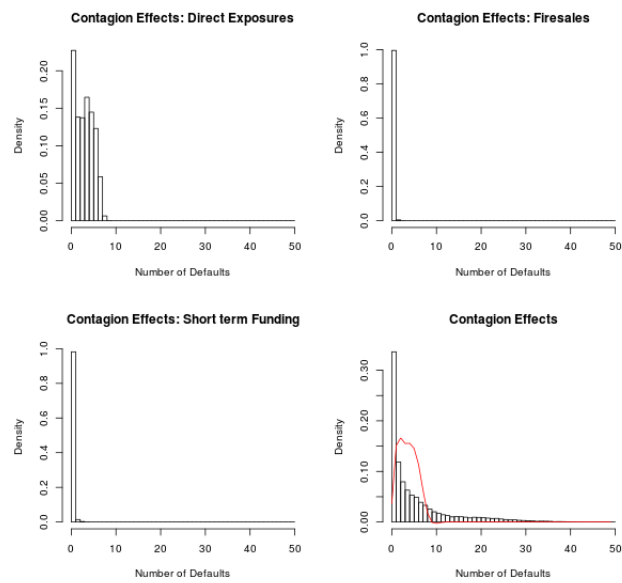 Contagion Effects: Direct Exposures
Density
0.00 0.05 0.10 0.15 0.20
0 10 20 30 40 50
Number of Defaults
Contagion Effects: Firesales
Density
0.0 0.2 0.4 0.6 0.8 1.0
0 10 20 30 40 50
Number of Defaults
Contagion Effects: Short term Funding
Density
0.0 0.2 0.4 0.6 0.8 1.0
0 10 20 30 40 50
Number of Defaults
Contagion Effects
Density
0.00 0.10 0.20 0.30
0 10 20 30 40 50
Number of Defaults